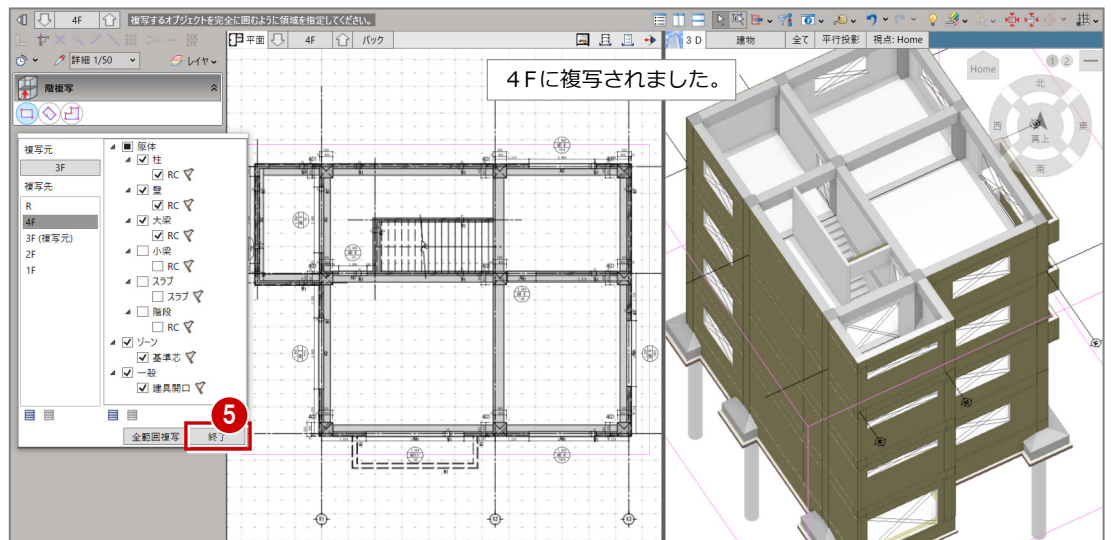 4F
複写するオブジェクトを完全に囲むように領域を指定してください。
詳細 1/50
レイヤ
階複写
複写元
3F
複写先
R
4F
3F (複写元)
2F
1F
躯体
柱
RC
壁
RC
大梁
RC
小梁
RC
スラブ
スラブ
階段
RC
ゾーン
基準芯
一般
建具開口
5
全範囲複写
終了
平面
4F
バック
4Fに複写されました。
X1
X2
X3
3D
建物
全て
平行投影
視点: Home
Home
1
2
北
西
東
真上
南
拱